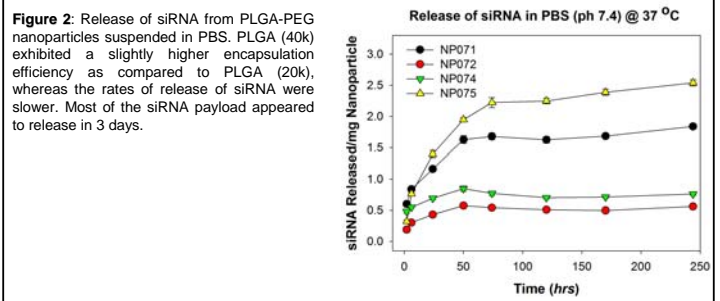 Figure 2: Release of siRNA from PLGA-PEG
nanoparticles suspended in PBS. PLGA (40k)
exhibited a slightly higher encapsulation
efficiency as compared to PLGA (20k),
whereas the rates of release of siRNA were
slower. Most of the siRNA payload appeared
to release in 3 days.
Release of siRNA in PBS (ph 7.4) @ 37 ºC
siRNA Released/mg Nanoparticle
3.0
2.5
2.0
1.5
1.0
0.5
0.0
NP071
NP072
NP074
NP075
0 50 100 150 200 250
Time (hrs)